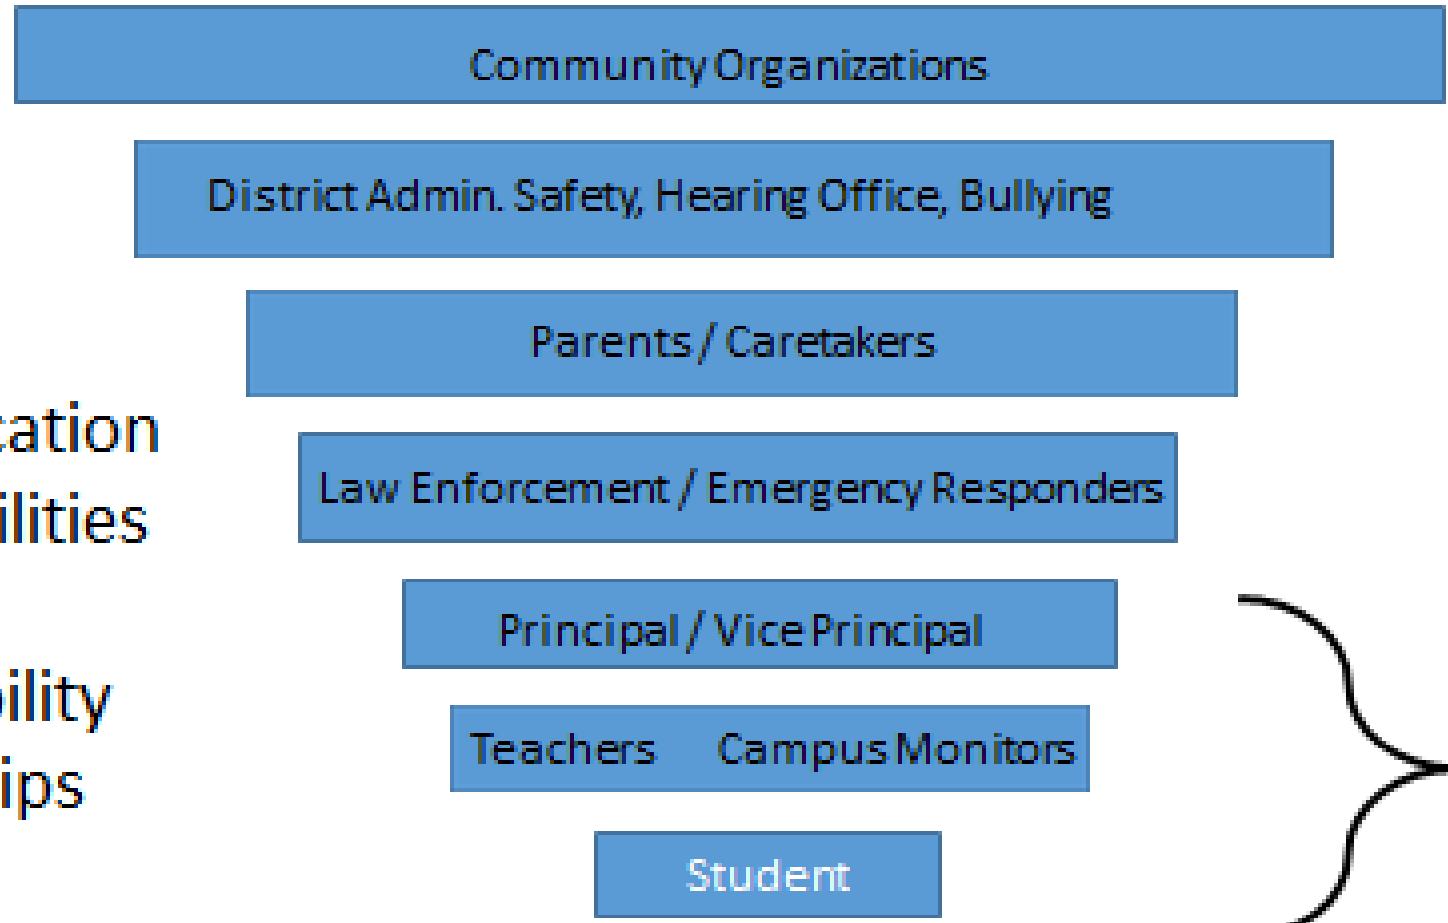 Community Organizations
District Admin. Safety, Hearing Office, Bullying
Parents / Caretakers
Law Enforcement / Emergency Responders
Principal / Vice Principal
Teachers Campus Monitors
Student